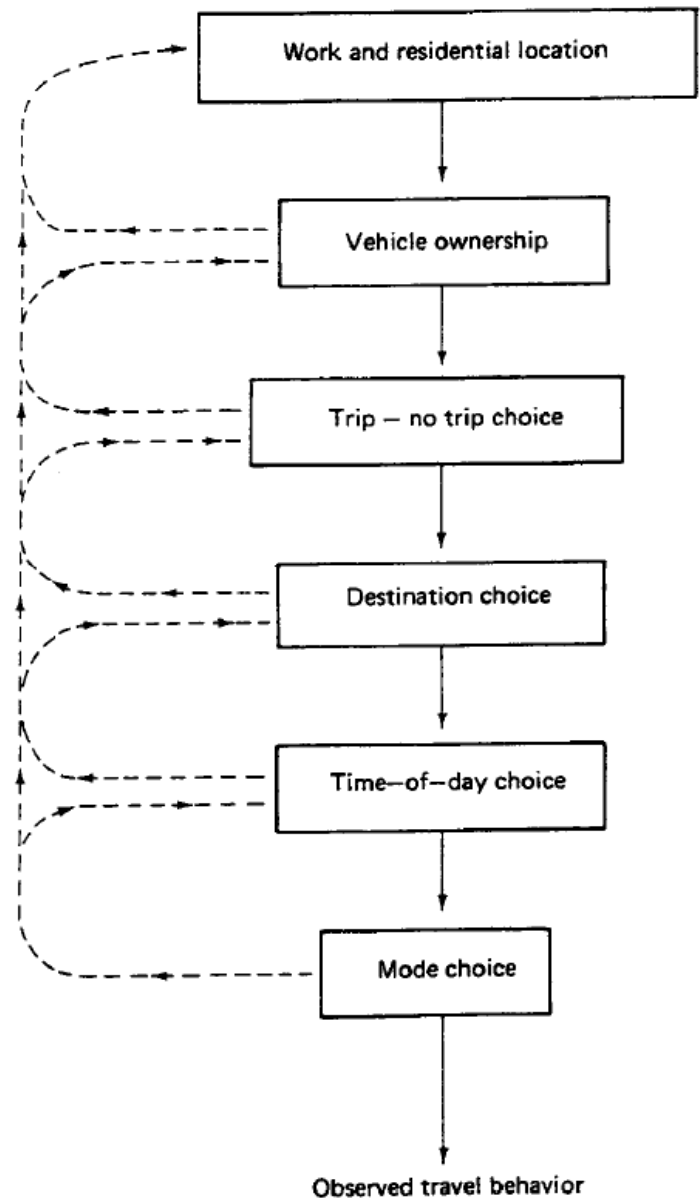 Work and residential location
Vehicle ownership
Trip – no trip choice
Destination choice
Time–of–day choice
Mode choice
Observed travel behavior